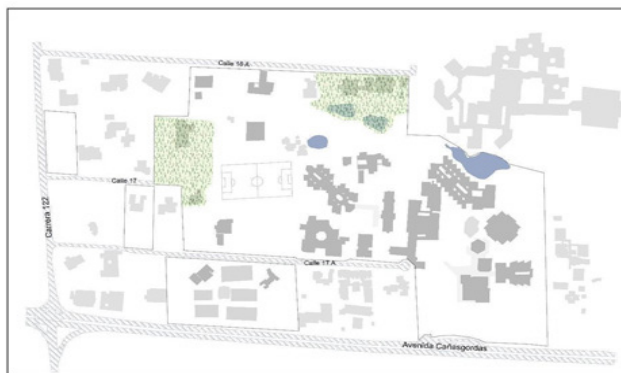 Calle 18 A
Calle 17
Carrera 122
Calle 17 A
Avenida Cañasgordas